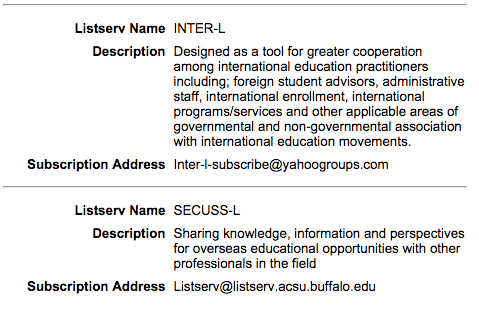 Listserv Name INTER-L
Description Designed as a tool for greater cooperation
among international education practitioners
including; foreign student advisors, administrative
staff, international enrollment, international
programs/services and other applicable areas of
governmental and non-governmental association
with international education movements.
Subscription Address Inter-l-subscribe@yahoogroups.com
Listserv Name SECUSS-L
Description Sharing knowledge, information and perspectives
for overseas educational opportunities with other
professionals in the field
Subscription Address Listserv@listserv.acsu.buffalo.edu